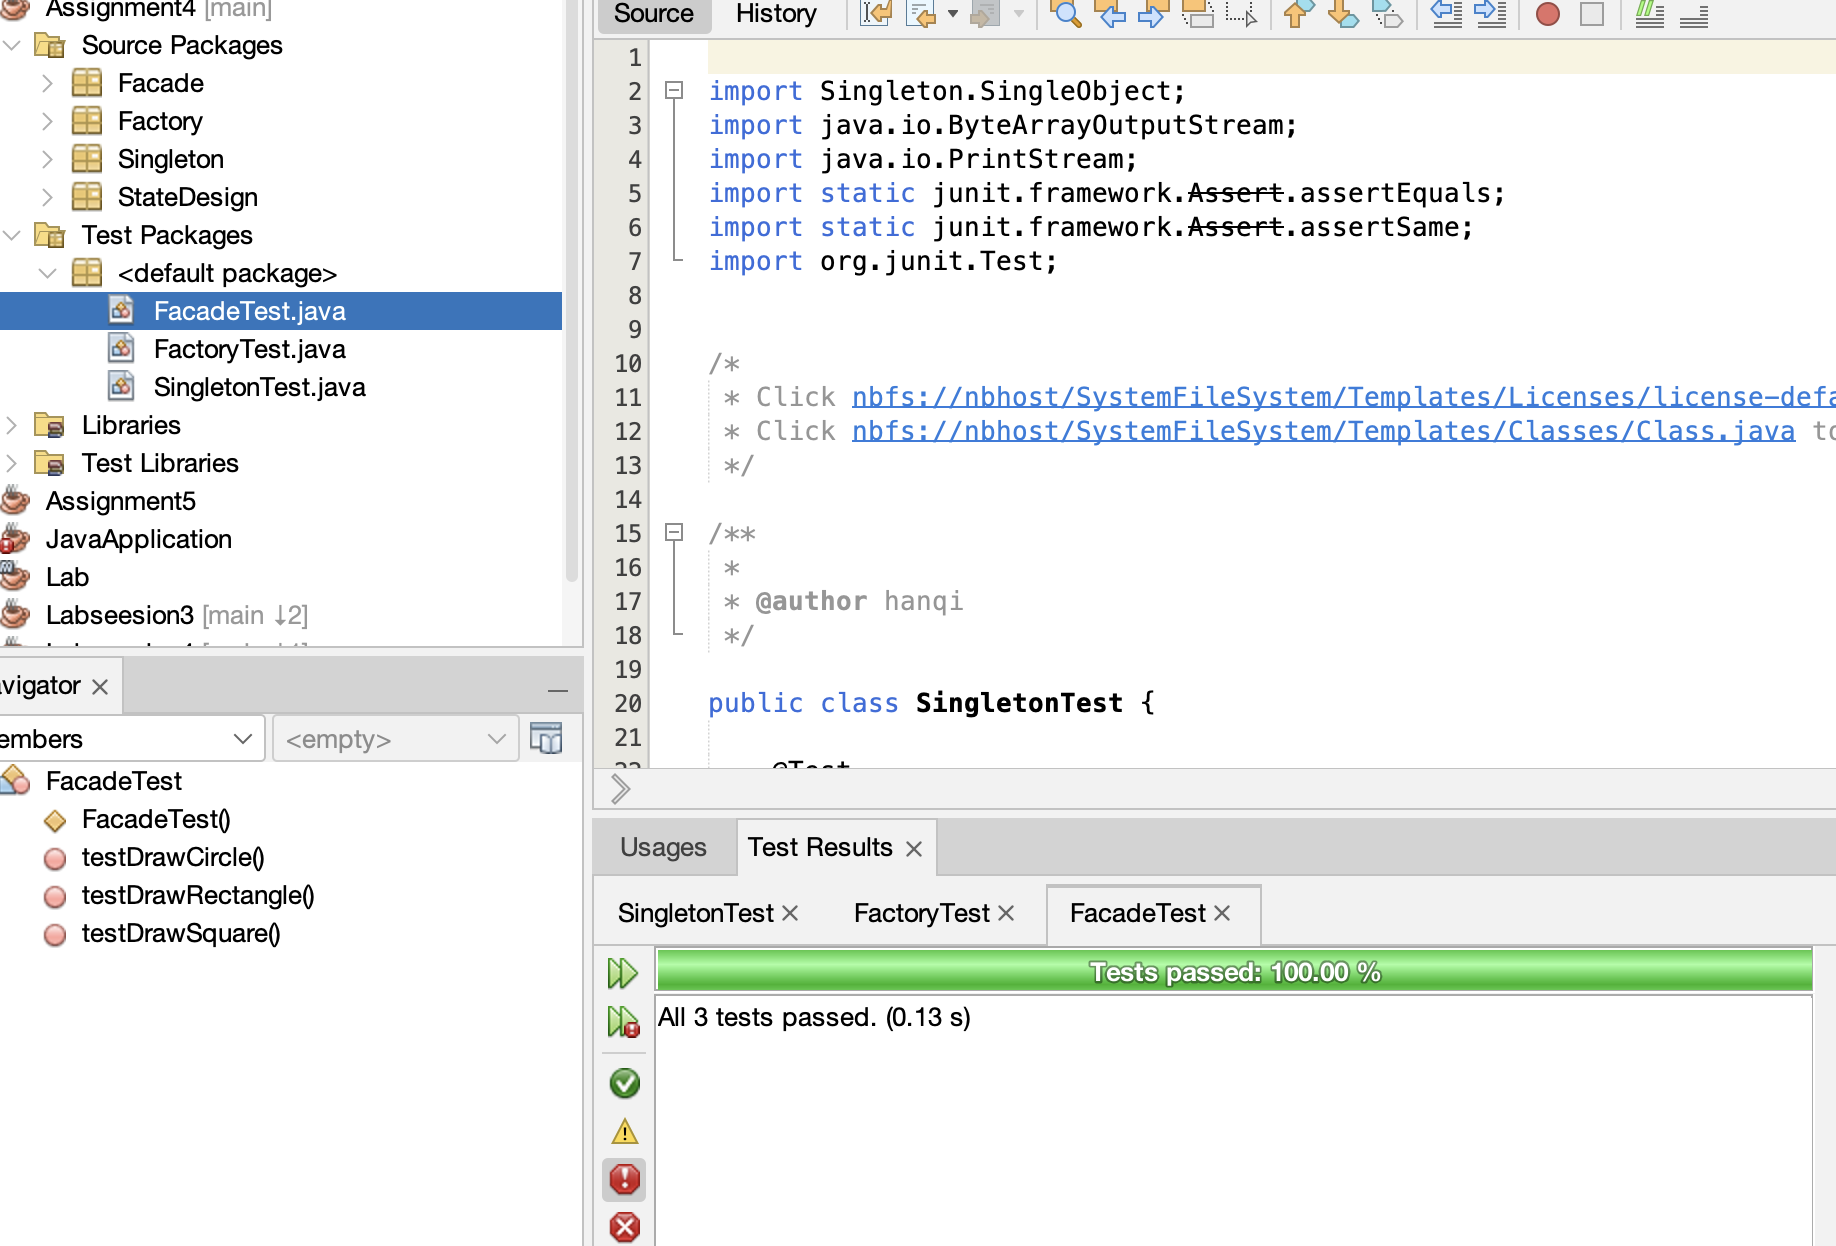 Assignment4 [main]
Source Packages
Facade
Factory
Singleton
StateDesign
Test Packages
<default package>
FacadeTest.java
FactoryTest.java
SingletonTest.java
Libraries
Test Libraries
Assignment5
JavaApplication
Lab
Labseesion3 [main ↓2]
avigator
embers
<empty>
FacadeTest
FacadeTest()
testDrawCircle()
testDrawRectangle()
testDrawSquare()
Source History
1
2 import Singleton.SingleObject;
3 import java.io.ByteArrayOutputStream;
4 import java.io.PrintStream;
5 import static junit.framework.Assert.assertEquals;
6 import static junit.framework.Assert.assertSame;
7 import org.junit.Test;
8
9
10 /*
11 * Click nbfs://nbhost/SystemFileSystem/Templates/Licenses/license-defa
12 * Click nbfs://nbhost/SystemFileSystem/Templates/Classes/Class.java to
13 */
14
15 /**
16 *
17 * @author hanqi
18 */
19
20 public class SingletonTest {
21
22 @Test
Usages Test Results
SingletonTest FactoryTest FacadeTest
Tests passed: 100.00 %
All 3 tests passed. (0.13 s)